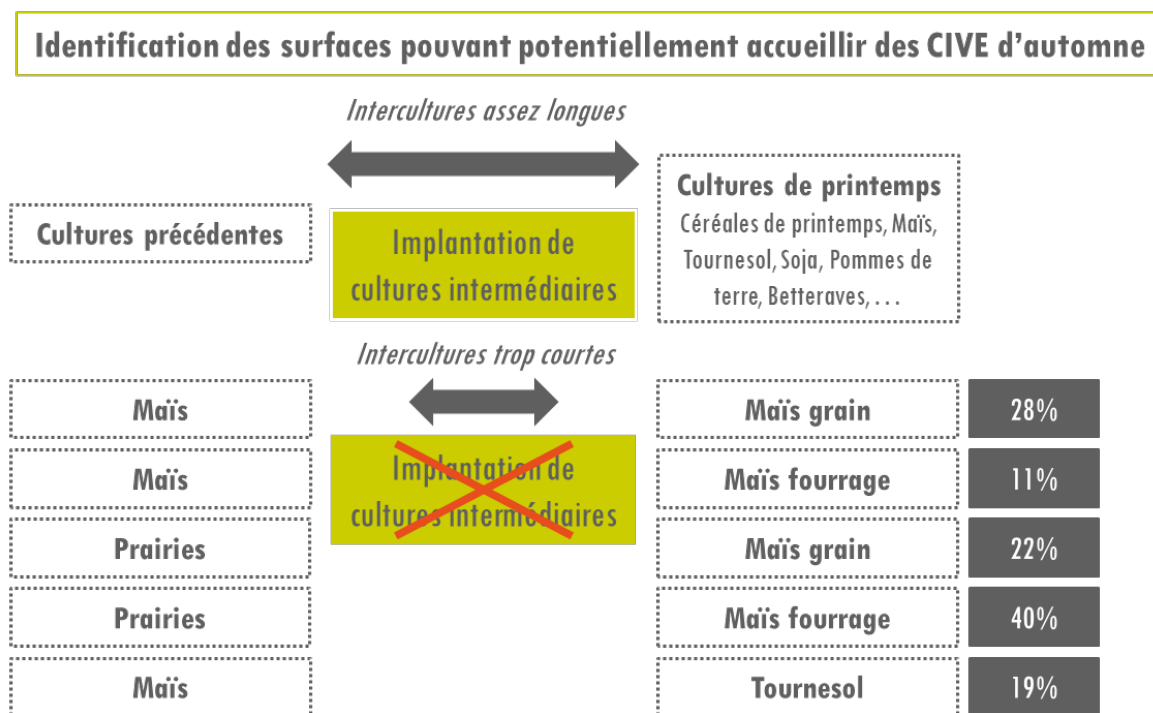 Identification des surfaces pouvant potentiellement accueillir des CIVE d'automne
Intercultures assez longues
Cultures précédentes
Implantation de
cultures intermédiaires
Cultures de printemps
Céréales de printemps, Maïs,
Tournesol, Soja, Pommes de
terre, Betteraves, …
Intercultures trop courtes
Maïs
Maïs grain
28%
Implantation de
cultures intermédiaires
Maïs
Maïs fourrage
11%
Prairies
Maïs grain
22%
Prairies
Maïs fourrage
40%
Maïs
Tournesol
19%